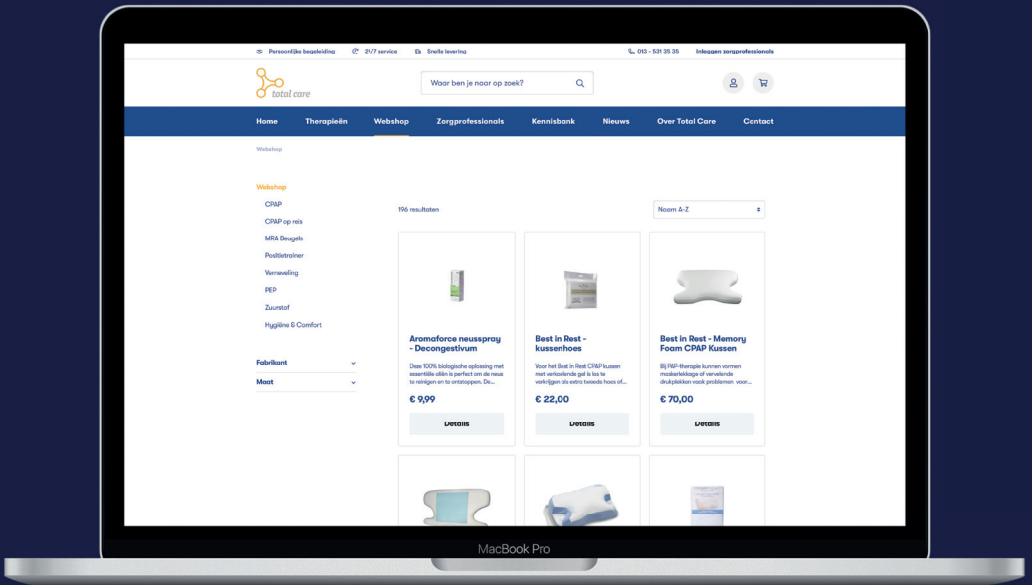 Persoonlijke begeleiding 24/7 service Snelle levering 013 - 531 35 35 Inloggen zorgprofessionals
total care
Waar ben je naar op zoek?
Home Therapieën Webshop Zorgprofessionals Kennisbank Nieuws Over Total Care Contact
Webshop
Webshop
CPAP
CPAP op reis
MRA Beugels
Positietrainer
Verneveling
PEP
Zuurstof
Hygiëne & Comfort
Fabrikant
Maat
196 resultaten
Naam A-Z
Aromaforce neusspray
- Decongestivum
Deze 100% biologische oplossing met
essentiële oliën is perfect om de neus
te reinigen en te ontstoppen. De...
€ 9,99
Details
Best in Rest -
kussenhoes
Voor het Best in Rest CPAP kussen
met verkoelende gel is los te
verkrijgen als extra tweede hoes of...
€ 22,00
Details
Best in Rest - Memory
Foam CPAP Kussen
Bij PAP-therapie kunnen vormen
maskerlekkage of vervelende
drukplekken vaak problemen voor...
€ 70,00
Details
MacBook Pro